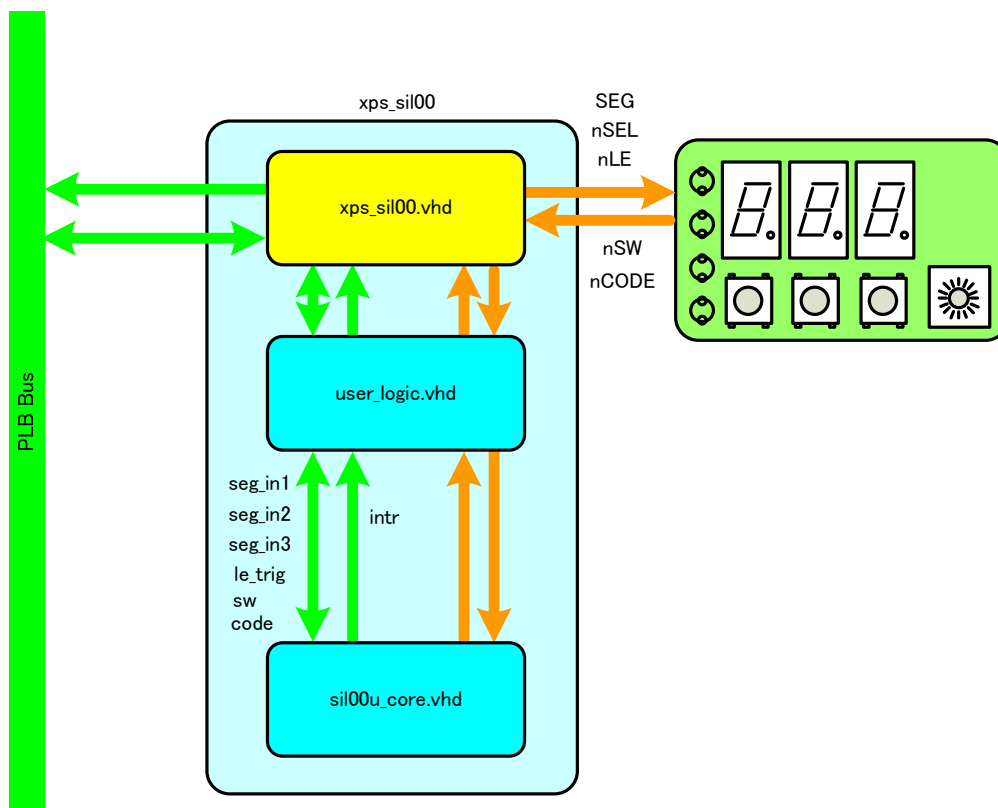 xps_sil00
SEG
nSEL
nLE
xps_sil00.vhd
nSW
nCODE
PLB Bus
user_logic.vhd
seg_in1
seg_in2
seg_in3
le_trig
sw
code
intr
sil00u_core.vhd